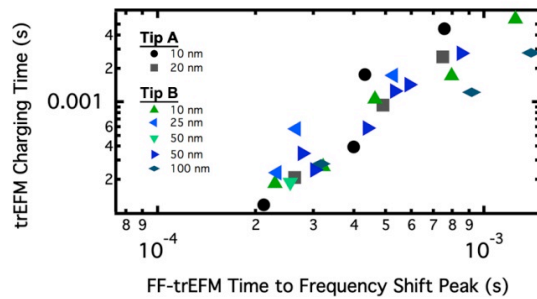 4
2
0.001
6
4
2
trEFM Charging Time (s)
Tip A
10 nm
20 nm
Tip B
10 nm
25 nm
50 nm
50 nm
100 nm
8 9 2 3 4 5 6 7 8 9
10-4 10-3
FF-trEFM Time to Frequency Shift Peak (s)